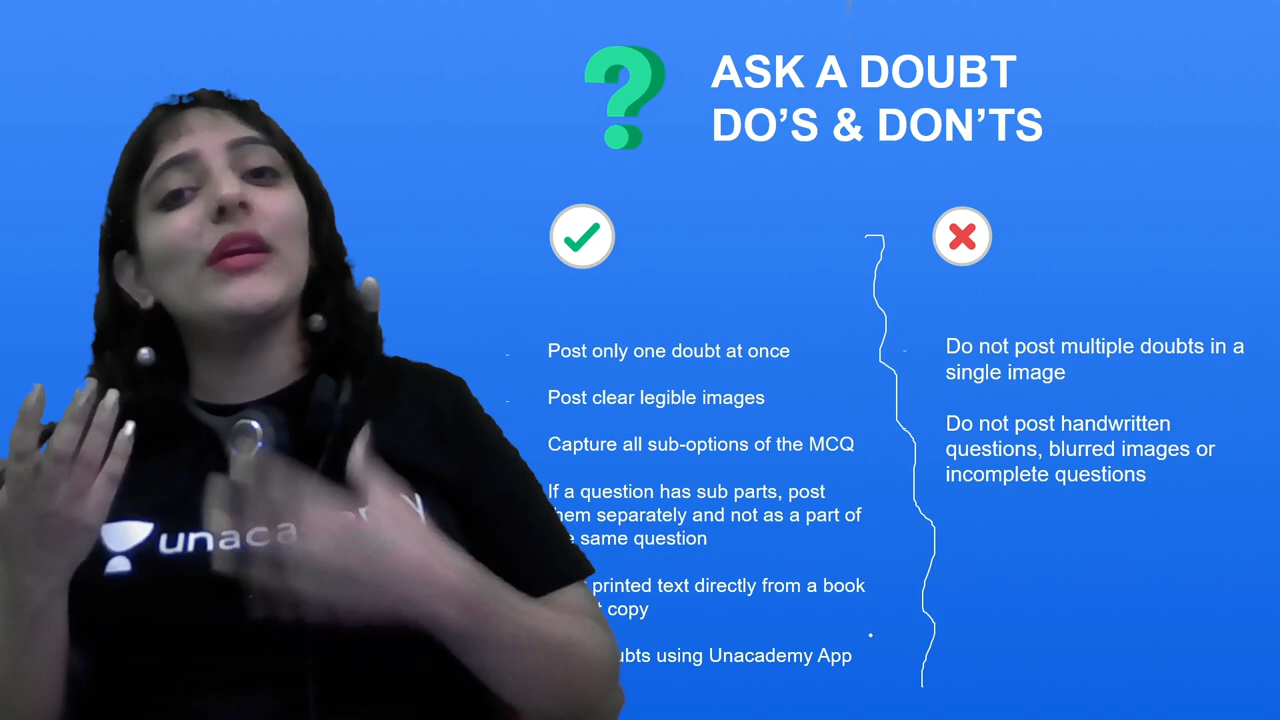 ASK A DOUBT
DO’S & DON’TS
Post only one doubt at once
Post clear legible images
Capture all sub-options of the MCQ
If a question has sub parts, post
them separately and not as a part of
same question
printed text directly from a book
copy
using Unacademy App
Do not post multiple doubts in a
single image
Do not post handwritten
questions, blurred images or
incomplete questions
unacademy